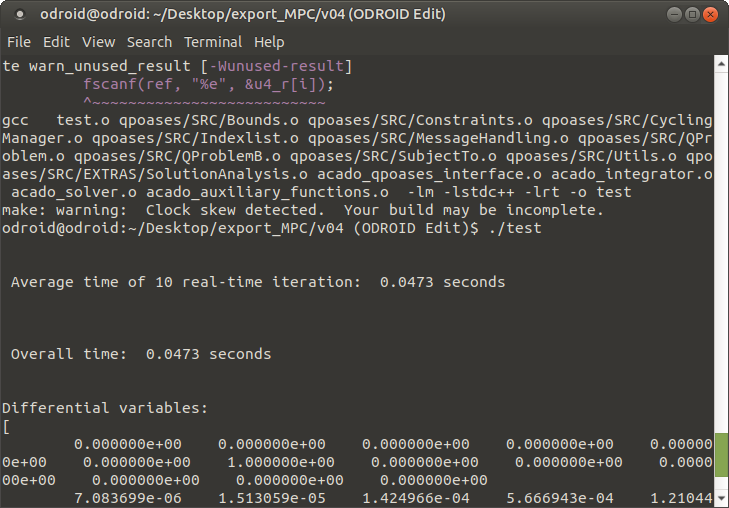 odroid@odroid: ~/Desktop/export_MPC/v04 (ODROID Edit)
File Edit View Search Terminal Help
te warn_unused_result [-Wunused-result]
fscanf(ref, "%e", &u4_r[i]);
^~~~~~~~~~~~~~~~~~~~~~~~~~~
gcc   test.o qpoases/SRC/Bounds.o qpoases/SRC/Constraints.o qpoases/SRC/Cycling
Manager.o qpoases/SRC/Indexlist.o qpoases/SRC/MessageHandling.o qpoases/SRC/QPr
oblem.o qpoases/SRC/QProblemB.o qpoases/SRC/SubjectTo.o qpoases/SRC/Utils.o qpo
ases/SRC/EXTRAS/SolutionAnalysis.o acado_qpoases_interface.o acado_integrator.o
acado_solver.o acado_auxiliary_functions.o  -lm -lstdc++ -lrt -o test
make: warning:  Clock skew detected.  Your build may be incomplete.
odroid@odroid:~/Desktop/export_MPC/v04 (ODROID Edit)$ ./test
Average time of 10 real-time iteration:  0.0473 seconds
Overall time:  0.0473 seconds
Differential variables:
[
0.000000e+00    0.000000e+00    0.000000e+00    0.000000e+00    0.00000
0e+00    0.000000e+00    1.000000e+00    0.000000e+00    0.000000e+00    0.0000
00e+00    0.000000e+00    0.000000e+00    0.000000e+00
7.083699e-06    1.513059e-05    1.424966e-04    5.666943e-04    1.21044